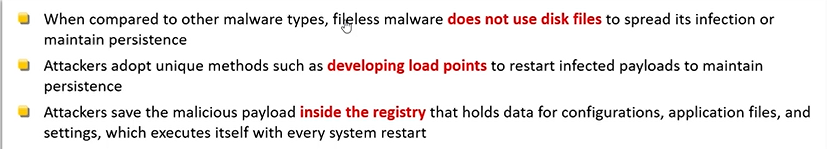 When compared to other malware types, fileless malware does not use disk files to spread its infection or
maintain persistence
Attackers adopt unique methods such as developing load points to restart infected payloads to maintain
persistence
Attackers save the malicious payload inside the registry that holds data for configurations, application files, and
settings, which executes itself with every system restart